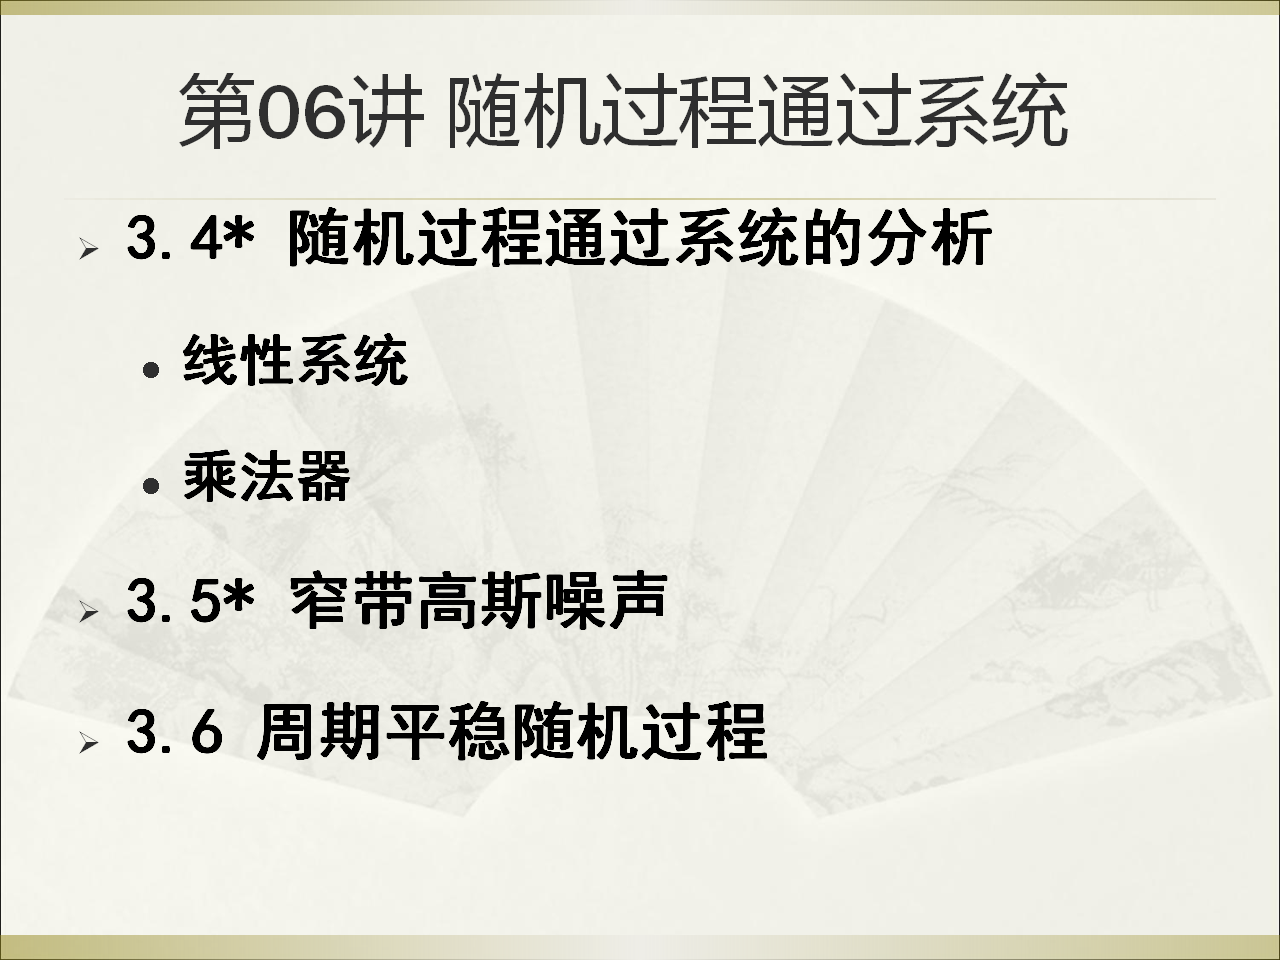 第06讲 随机过程通过系统
3.4* 随机过程通过系统的分析
线性系统
乘法器
3.5* 窄带高斯噪声
3.6 周期平稳随机过程